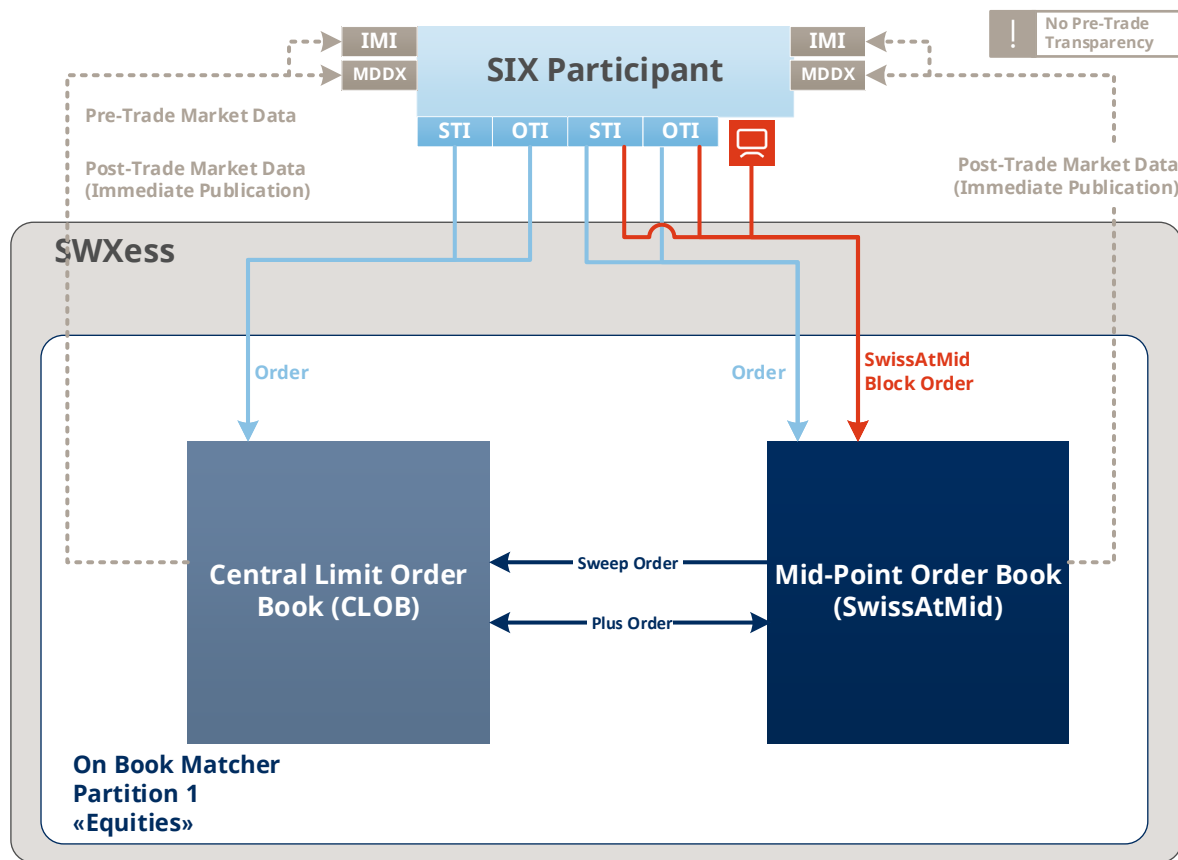 IMI
MDDX
SIX Participant
IMI
MDDX
!
No Pre-Trade
Transparency
STI
OTI
STI
OTI
Pre-Trade Market Data
Post-Trade Market Data
(Immediate Publication)
Post-Trade Market Data
(Immediate Publication)
SWXess
Order
Order
SwissAtMid
Block Order
Central Limit Order
Book (CLOB)
Sweep Order
Plus Order
Mid-Point Order Book
(SwissAtMid)
On Book Matcher
Partition 1
«Equities»